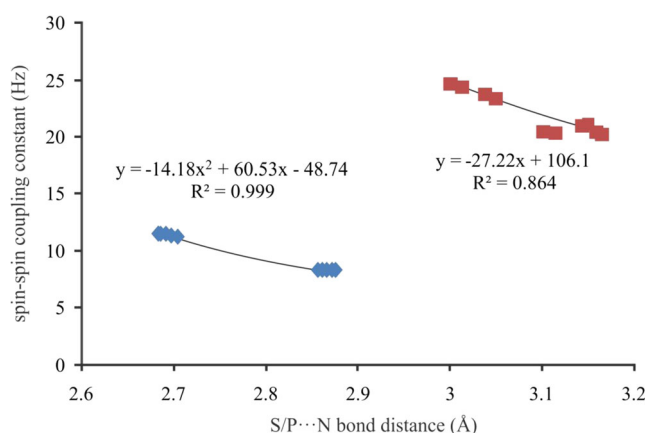 30
25
20
15
10
5
0
spin-spin coupling constant (Hz)
y = -14.18x² + 60.53x - 48.74
R² = 0.999
y = -27.22x + 106.1
R² = 0.864
2.6 2.7 2.8 2.9 3 3.1 3.2
S/P···N bond distance (Å)